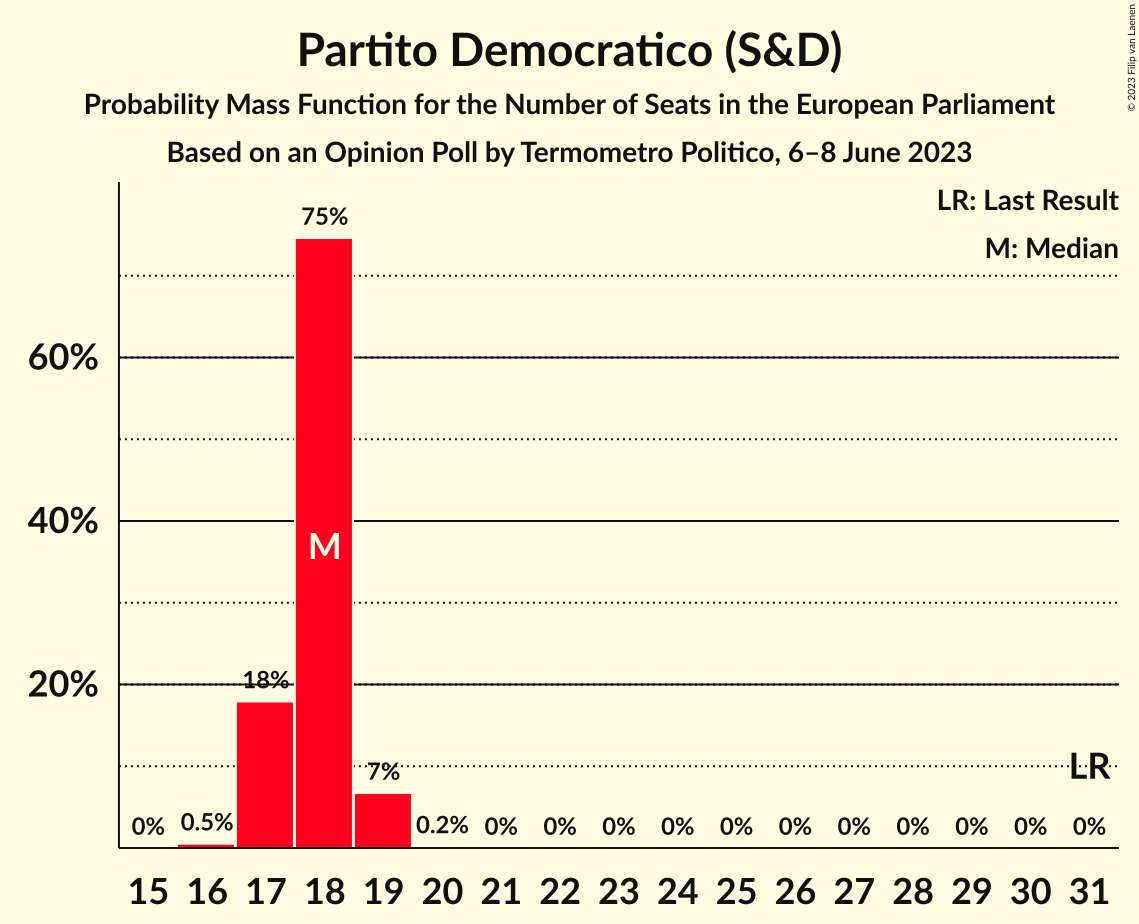 Partito Democratico (S&D)
Probability Mass Function for the Number of Seats in the European Parliament
Based on an Opinion Poll by Termometro Politico, 6–8 June 2023
© 2023 Filip van Laenen
LR: Last Result
M: Median
60%
40%
20%
0%
0.5%
18%
75%
M
7%
0.2%
0%
0%
0%
0%
0%
0%
0%
0%
0%
0%
0%
LR
15 16 17 18 19 20 21 22 23 24 25 26 27 28 29 30 31